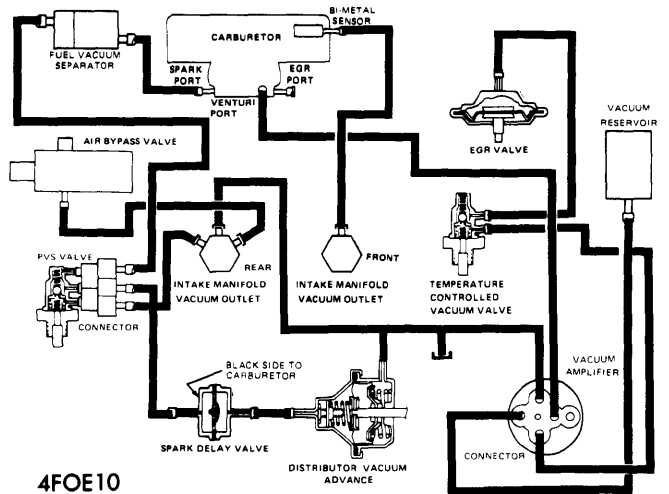 BI-METAL
SENSOR
CARBURETOR
FUEL VACUUM
SEPARATOR
SPARK
PORT
EGR
PORT
VENTURI
PORT
VACUUM
RESERVOIR
AIR BYPASS VALVE
EGR VALVE
PVS VALVE
REAR
FRONT
INTAKE MANIFOLD
VACUUM OUTLET
INTAKE MANIFOLD
VACUUM OUTLET
TEMPERATURE
CONTROLLED
VACUUM VALVE
CONNECTOR
BLACK SIDE TO
CARBURETOR
VACUUM
AMPLIFIER
SPARK DELAY VALVE
CONNECTOR
DISTRIBUTOR VACUUM
ADVANCE
4FOE10